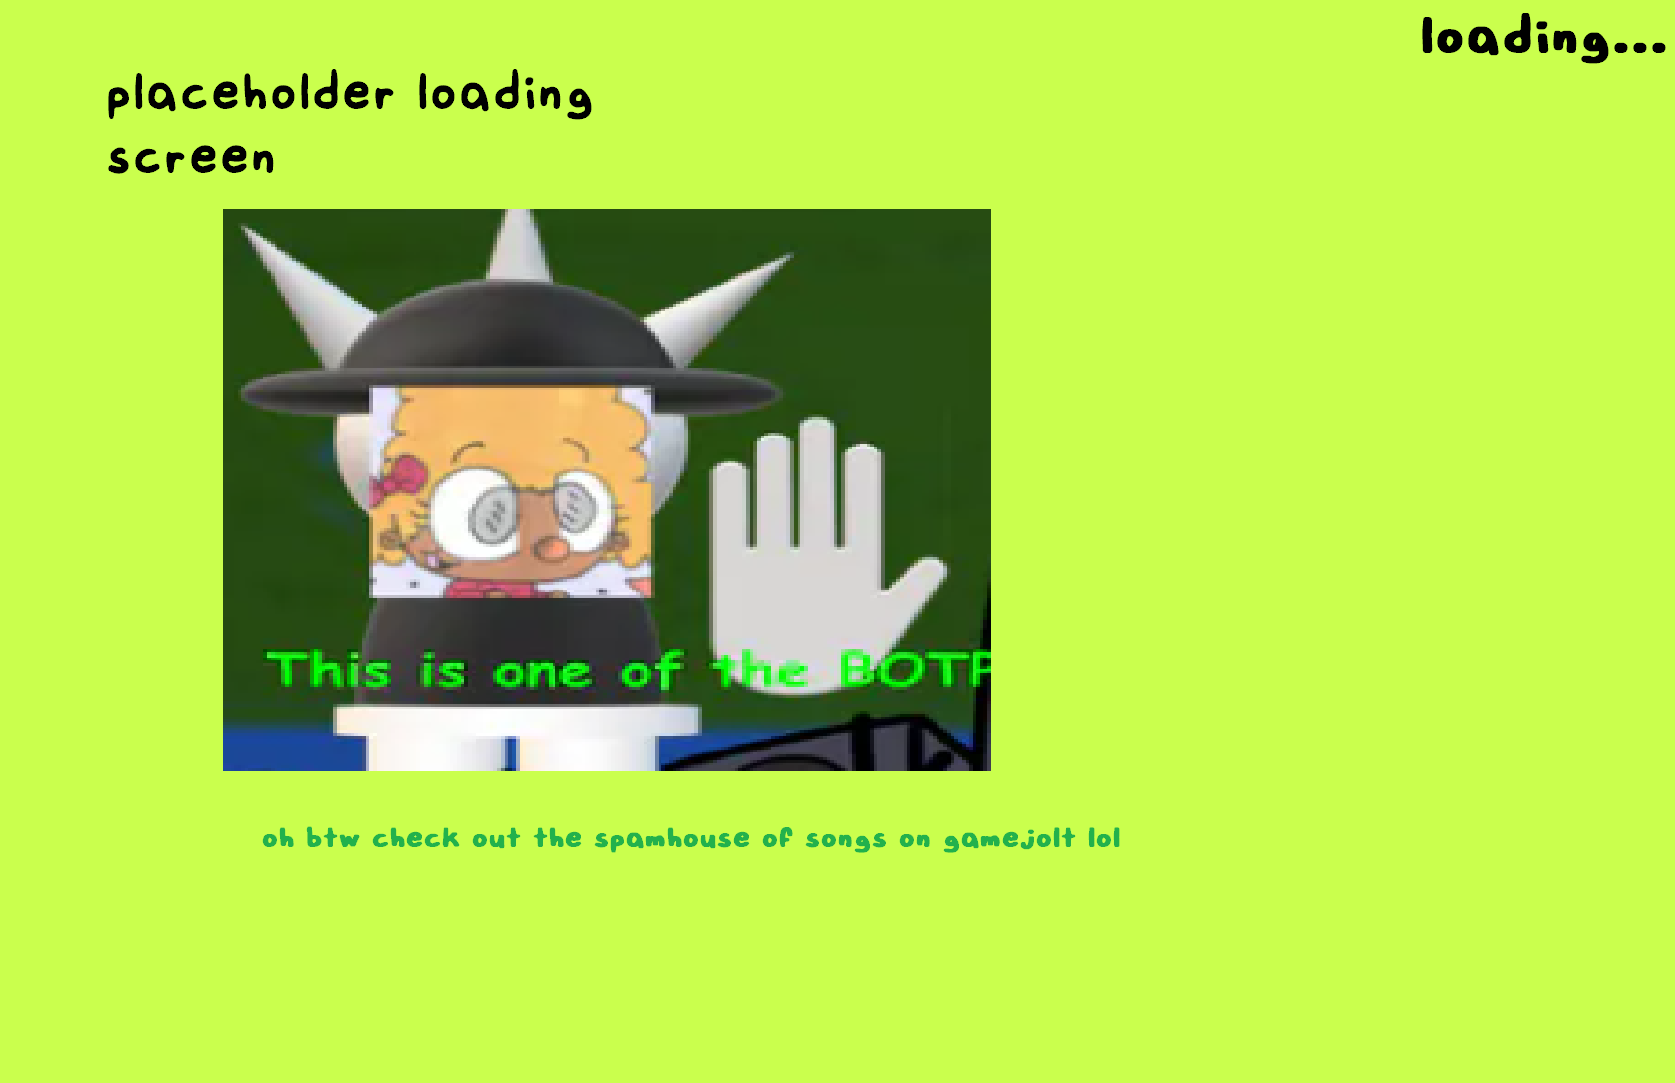 loading...
placeholder loading
screen
This is one of the BOTP
oh btw check out the spamhouse of songs on gamejolt lol